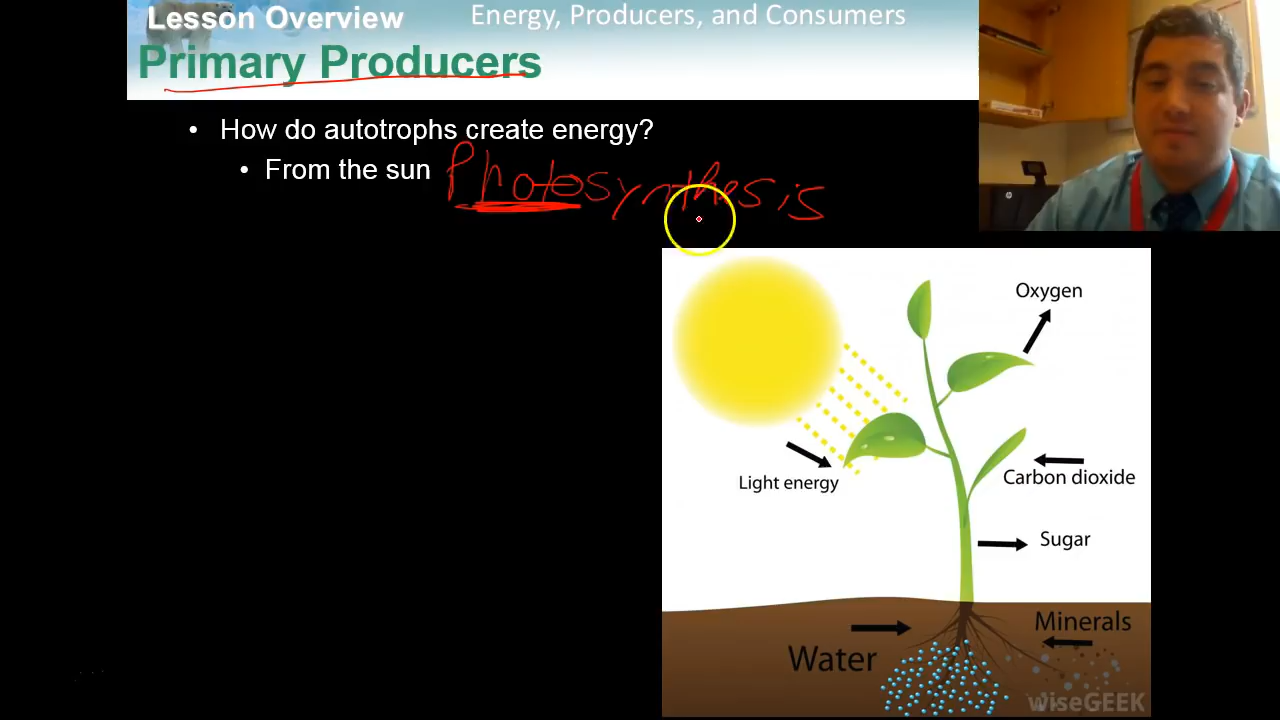 Lesson Overview
Energy, Producers, and Consumers
Primary Producers
• How do autotrophs create energy?
• From the sun
Photosynthesis
Oxygen
Light energy
Carbon dioxide
Sugar
Minerals
Water
wiseGEEK